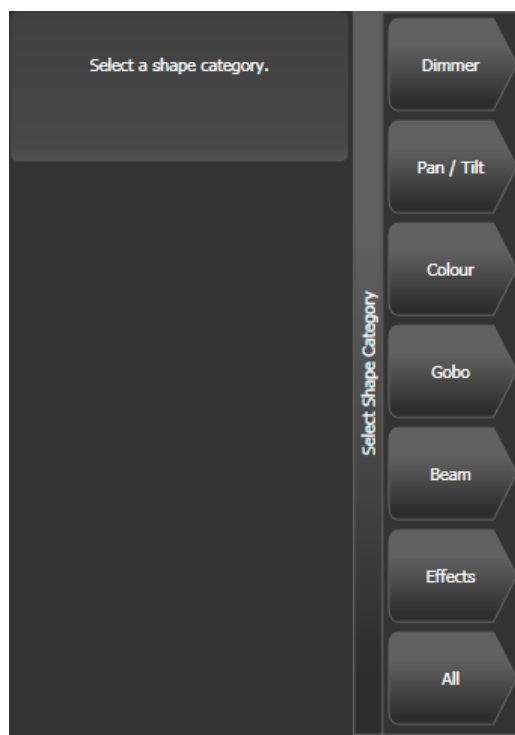 Select a shape category.
Select Shape Category
Dimmer
Pan / Tilt
Colour
Gobo
Beam
Effects
All